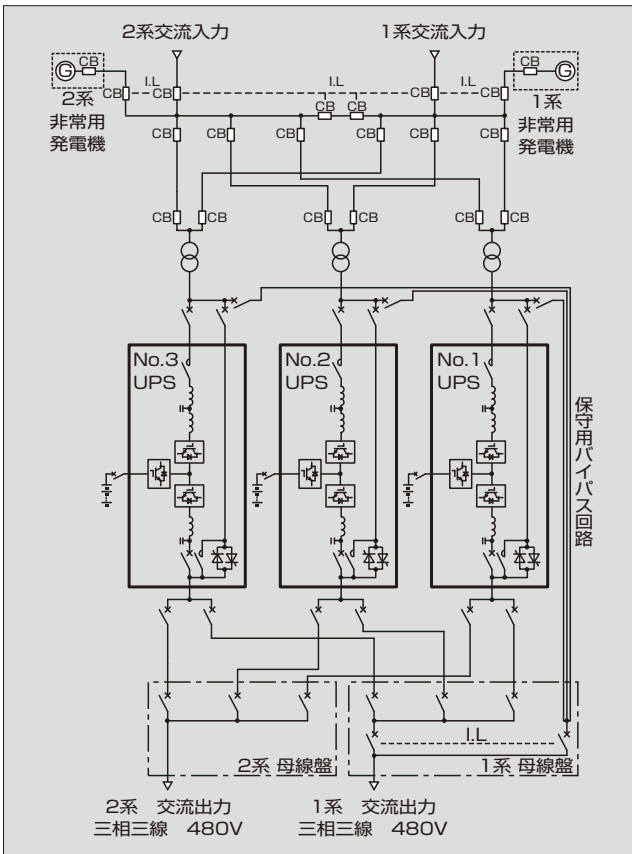 2系交流入力
1系交流入力
CB
CB
G
G
I.L
I.L
I.L
CB
CB
CB
CB
CB
CB
2系
非常用
発電機
1系
非常用
発電機
CB
CB
CB
CB
CB
CB
CB
CB
CB
CB
CB
CB
No.3
UPS
No.2
UPS
No.1
UPS
保守用バイパス回路
I.L
2系 母線盤
1系 母線盤
2系 交流出力
三相三線 480V
1系 交流出力
三相三線 480V